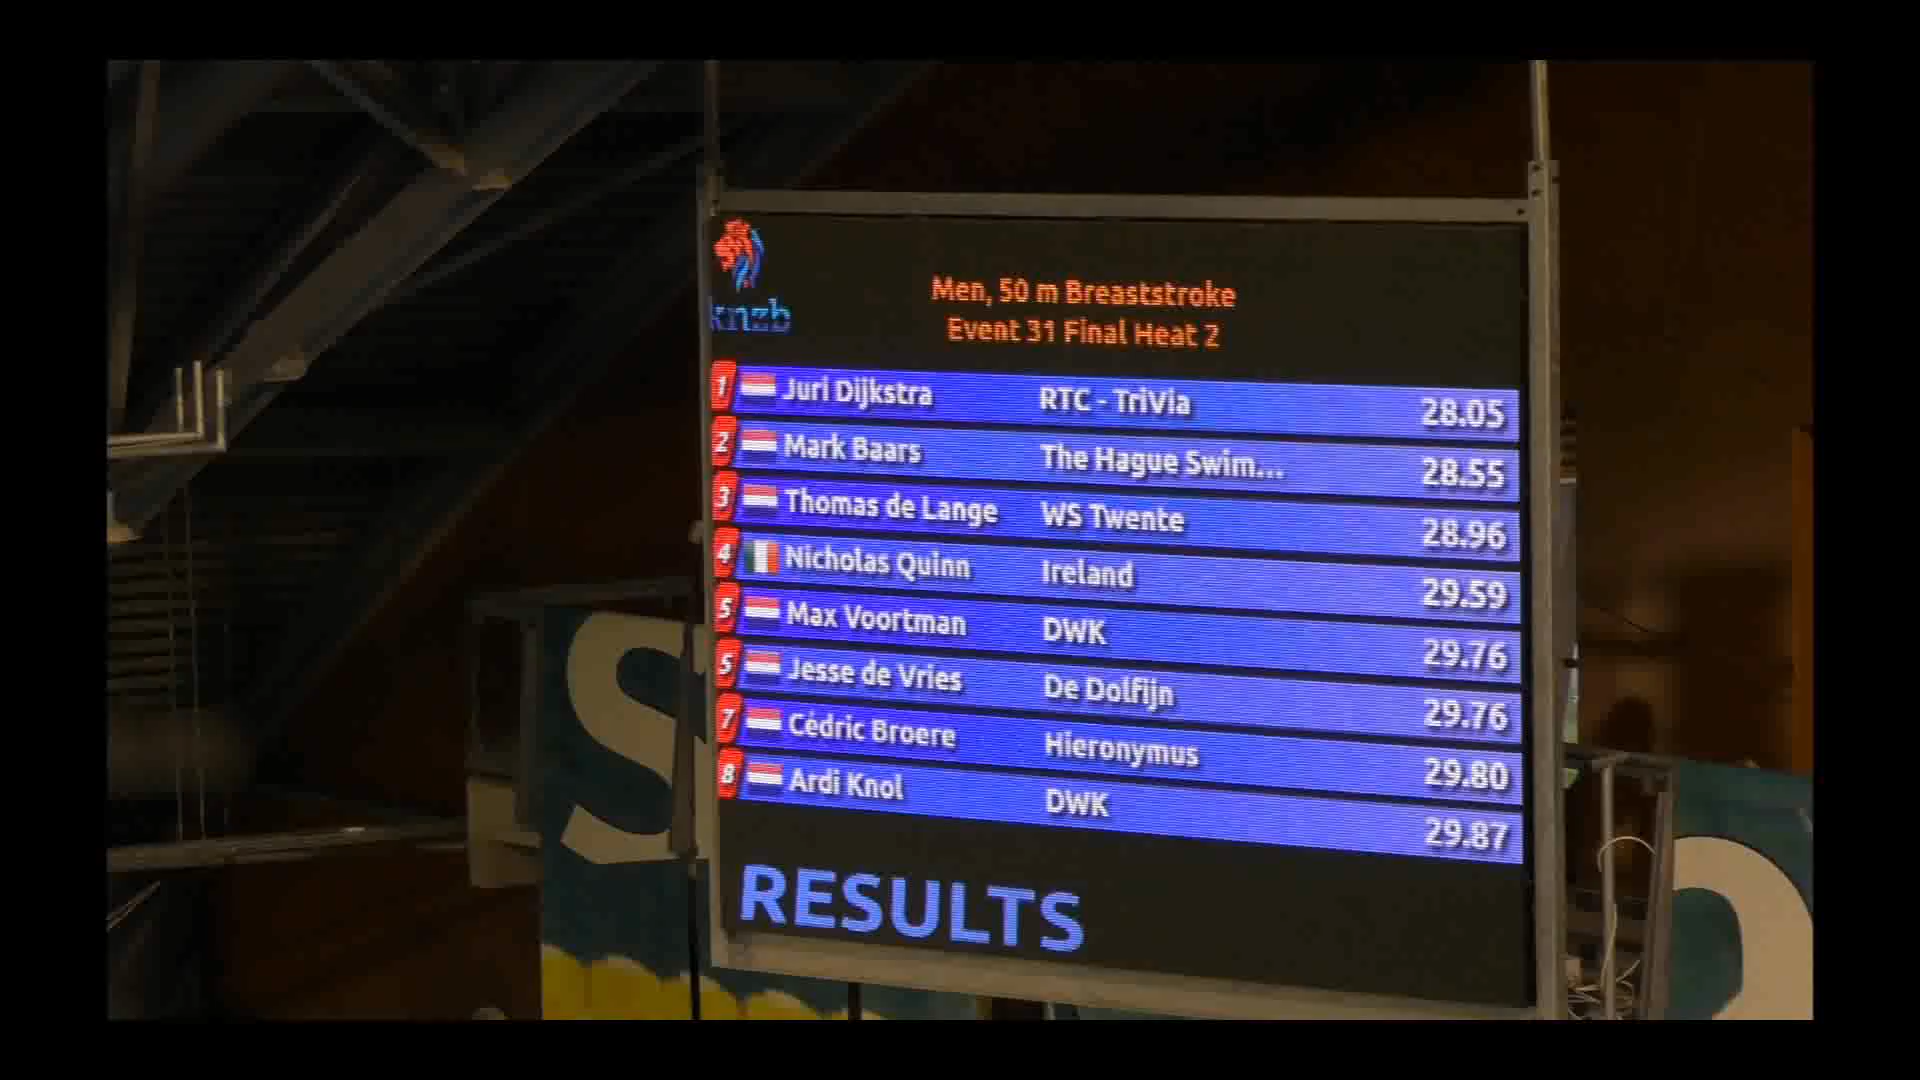 knzb
Men, 50 m Breaststroke
Event 31 Final Heat 2
1 Juri Dijkstra RTC - TriVia 28.05
2 Mark Baars The Hague Swim... 28.55
3 Thomas de Lange WS Twente 28.96
4 Nicholas Quinn Ireland 29.59
5 Max Voortman DWK 29.76
5 Jesse de Vries De Dolfijn 29.76
7 Cédric Broere Hieronymus 29.80
8 Ardi Knol DWK 29.87
RESULTS
S